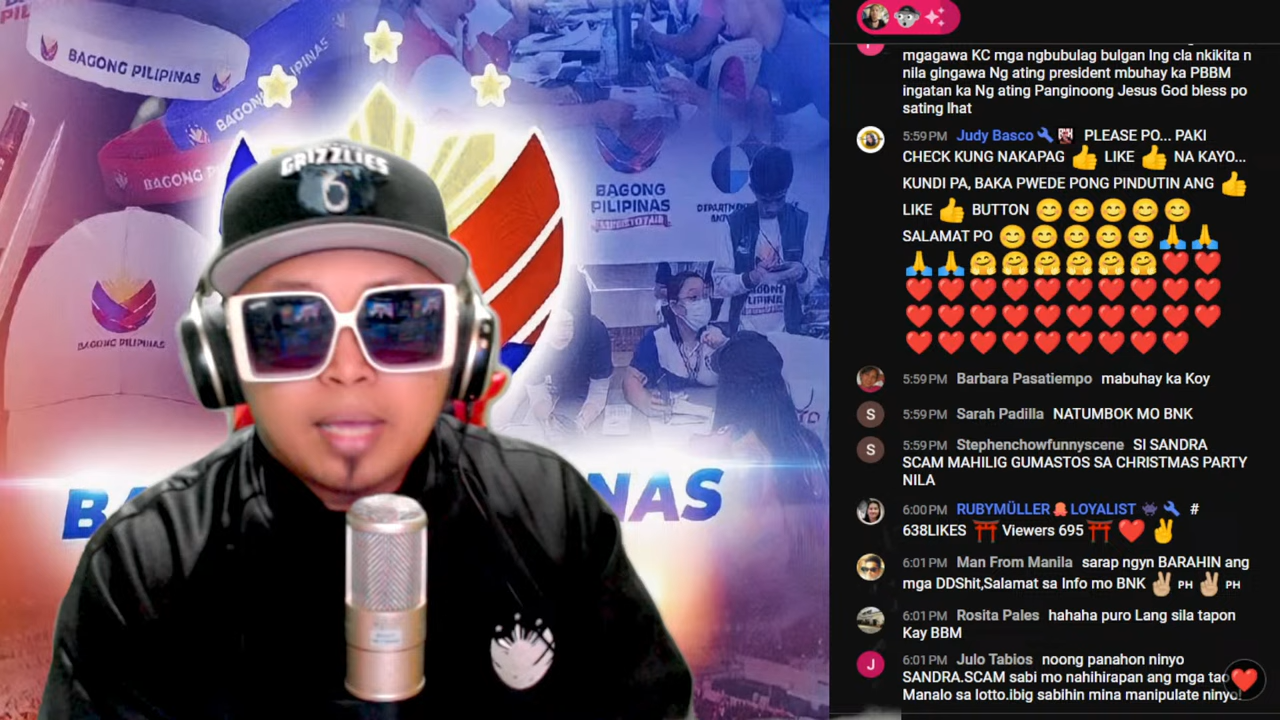 BAGONG PILIPINAS
BAGONG
BAGONG
PILIPINAS
BAGONG PILIPINAS
GRIZZLIES
6
NAS
mgagawa KC mga ngbubulag bulgan Ing cla nkikita n
nila gingawa Ng ating president mbuhay ka PBBM
ingatan ka Ng ating Panginoong Jesus God bless po
sating lhat
5:59 PM Judy Basco 🔧 PLEASE PO... PAKI
CHECK KUNG NAKAPAG 👍 LIKE 👍 NA KAYO...
KUNDI PA, BAKA PWEDE PONG PINDUTIN ANG 👍
LIKE 👍 BUTTON 😊😊😊😊😊
SALAMAT PO 😊😊😊😊😊🙏🙏
🙏🙏🤗🤗🤗🤗🤗🤗❤️❤️
❤️❤️❤️❤️❤️❤️❤️❤️❤️❤️
❤️❤️❤️❤️❤️❤️❤️❤️❤️❤️
❤️❤️❤️❤️❤️❤️❤️❤️❤️
5:59 PM Barbara Pasatiempo mabuhay ka Koy
5:59 PM Sarah Padilla NATUMBOK MO BNK
5:59 PM Stephenchowfunnyscene SI SANDRA
SCAM MAHILIG GUMASTOS SA CHRISTMAS PARTY
NILA
6:00 PM RUBYMÜLLER LOYALIST 👾 🔧 #
638LIKES ⛩️ Viewers 695 ⛩️ ❤️ ✌️
6:01 PM Man From Manila sarap ngyn BARAHIN ang
mga DDShit,Salamat sa Info mo BNK ✌🏼 PH ✌🏼 PH
6:01 PM Rosita Pales hahaha puro Lang sila tapon
Kay BBM
6:01 PM Julo Tabios noong panahon ninyo
SANDRA.SCAM sabi mo nahihirapan ang mga tao
Manalo sa lotto.ibig sabihin mina manipulate ninyo!